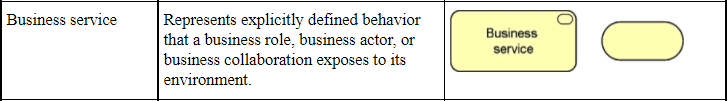 Business service
Represents explicitly defined behavior
that a business role, business actor, or
business collaboration exposes to its
environment.
Business
service